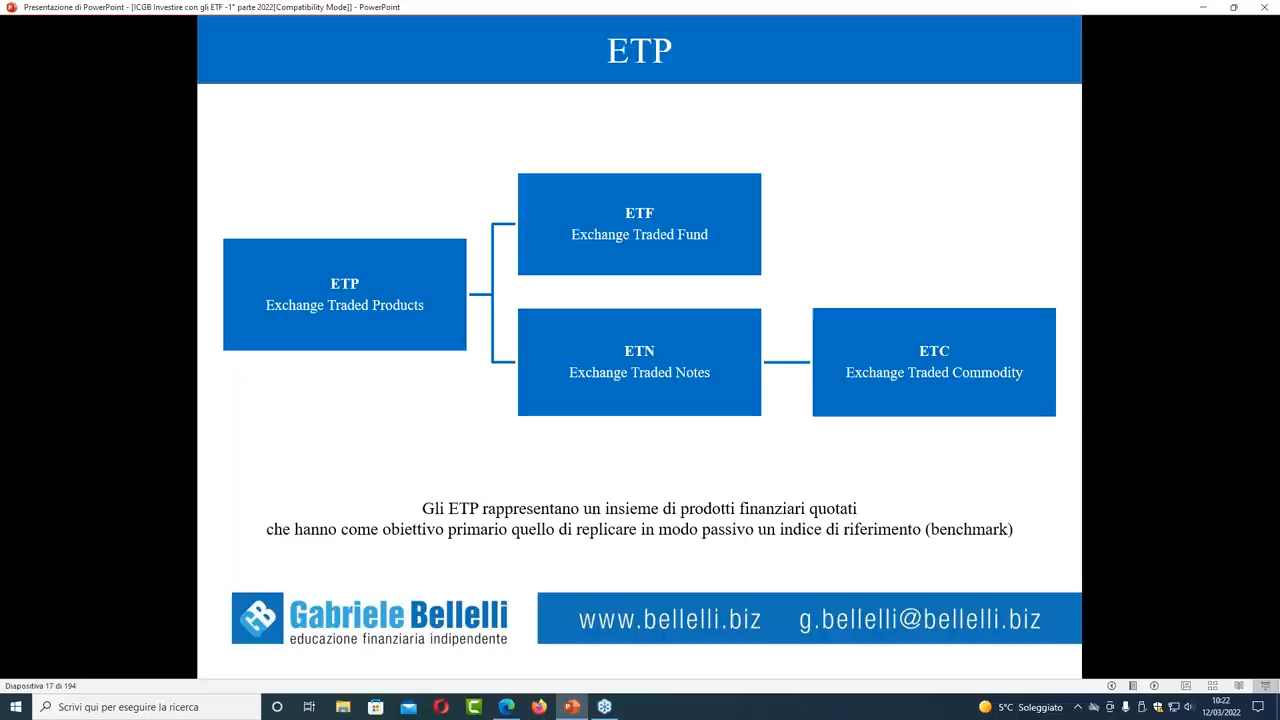 Presentazione di PowerPoint - [ICGB Investire con gli ETF -1° parte 2022[Compatibility Mode]] - PowerPoint
ETP
ETF
Exchange Traded Fund
ETP
Exchange Traded Products
ETN
Exchange Traded Notes
ETC
Exchange Traded Commodity
Gli ETP rappresentano un insieme di prodotti finanziari quotati
che hanno come obiettivo primario quello di replicare in modo passivo un indice di riferimento (benchmark)
Gabriele Bellelli
educazione finanziaria indipendente
www.bellelli.biz g.bellelli@bellelli.biz
Diapositiva 17 di 194
Scrivi qui per eseguire la ricerca
5°C Soleggiato
10:22
12/03/2022